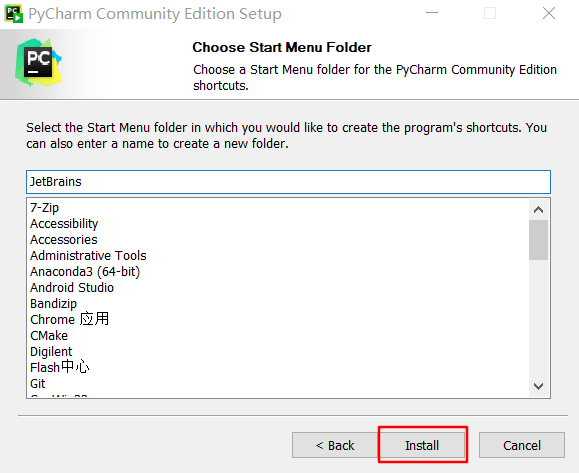 PyCharm Community Edition Setup
PC
Choose Start Menu Folder
Choose a Start Menu folder for the PyCharm Community Edition
shortcuts.
Select the Start Menu folder in which you would like to create the program's shortcuts. You
can also enter a name to create a new folder.
JetBrains
7-Zip
Accessibility
Accessories
Administrative Tools
Anaconda3 (64-bit)
Android Studio
Bandizip
Chrome 应用
CMake
Digilent
Flash中心
Git
< Back
Install
Cancel